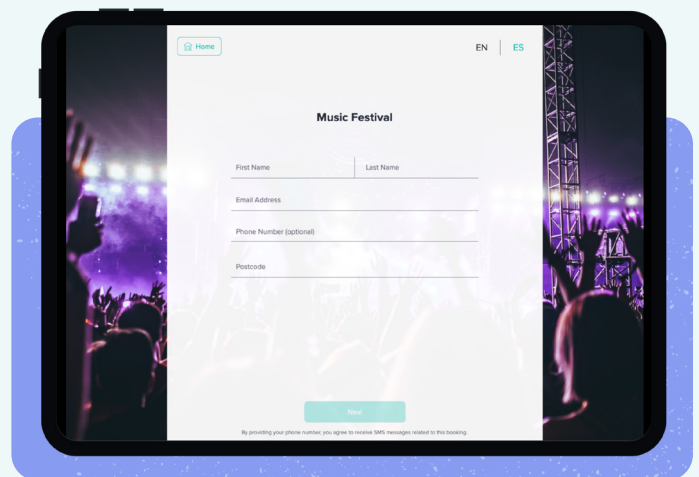 Home
EN | ES
Music Festival
First Name
Last Name
Email Address
Phone Number (optional)
Postcode
Next
By providing your phone number, you agree to receive SMS messages related to this booking.